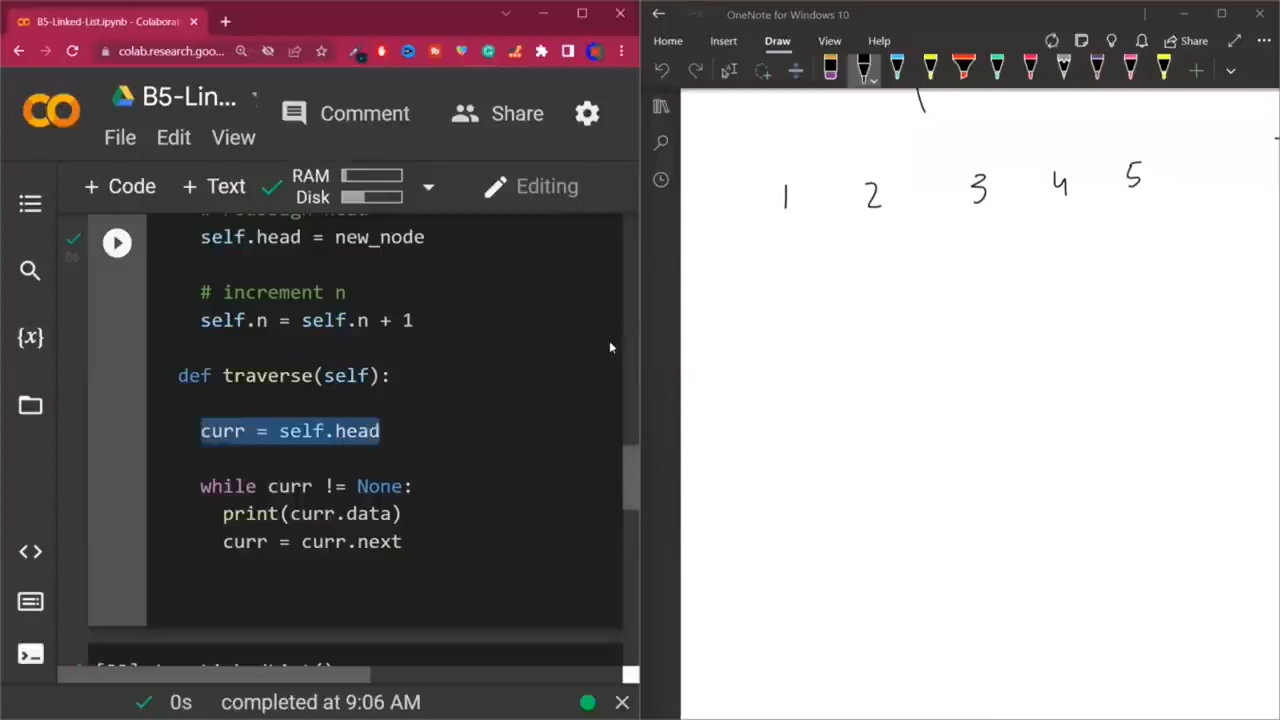 B5-Linked-List.ipynb - Colabora
colab.research.goo...
B5-Lin...
Comment
Share
File Edit View
+ Code + Text
RAM
Disk
Editing
self.head = new_node
# increment n
self.n = self.n + 1
def traverse(self):
curr = self.head
while curr != None:
print(curr.data)
curr = curr.next
{x}
0s completed at 9:06 AM
OneNote for Windows 10
Home Insert Draw View Help
Share
1 2 3 4 5